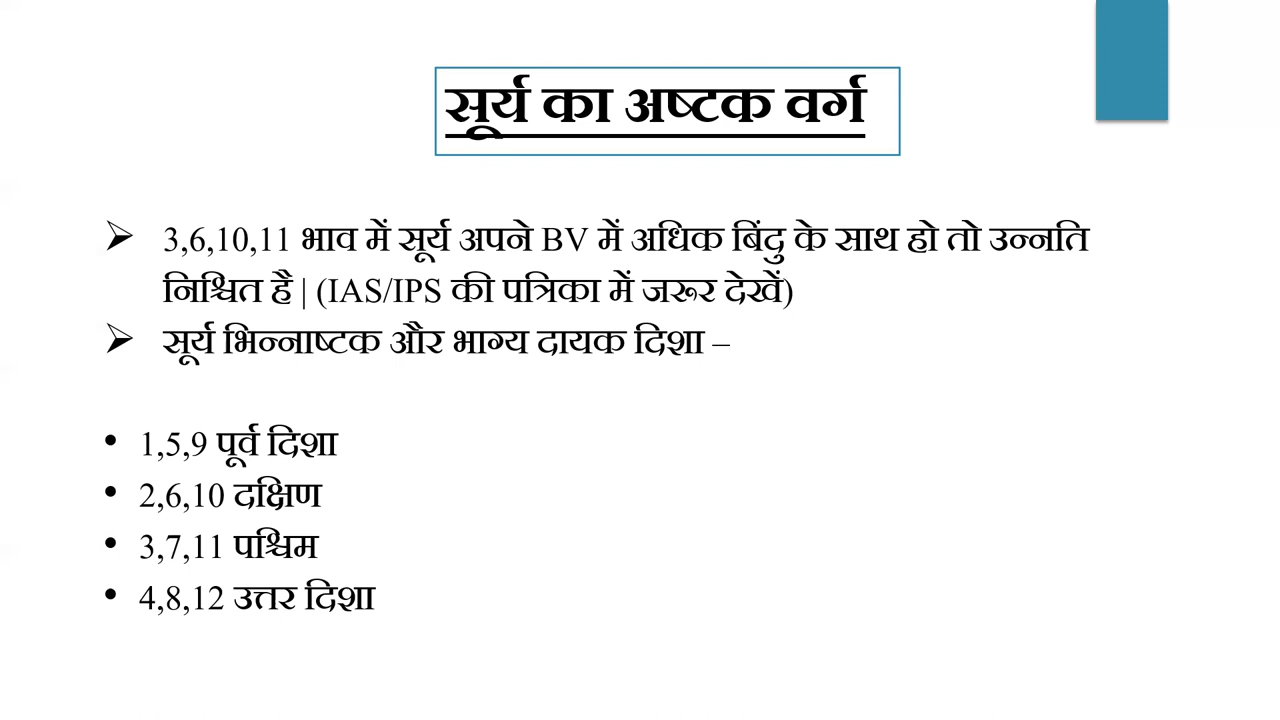 सूर्य का अष्टक वर्ग
➢ 3,6,10,11 भाव में सूर्य अपने BV में अधिक बिंदु के साथ हो तो उन्नति
निश्चित है | (IAS/IPS की पत्रिका में जरूर देखें)
➢ सूर्य भिन्नाष्टक और भाग्य दायक दिशा –
• 1,5,9 पूर्व दिशा
• 2,6,10 दक्षिण
• 3,7,11 पश्चिम
• 4,8,12 उत्तर दिशा